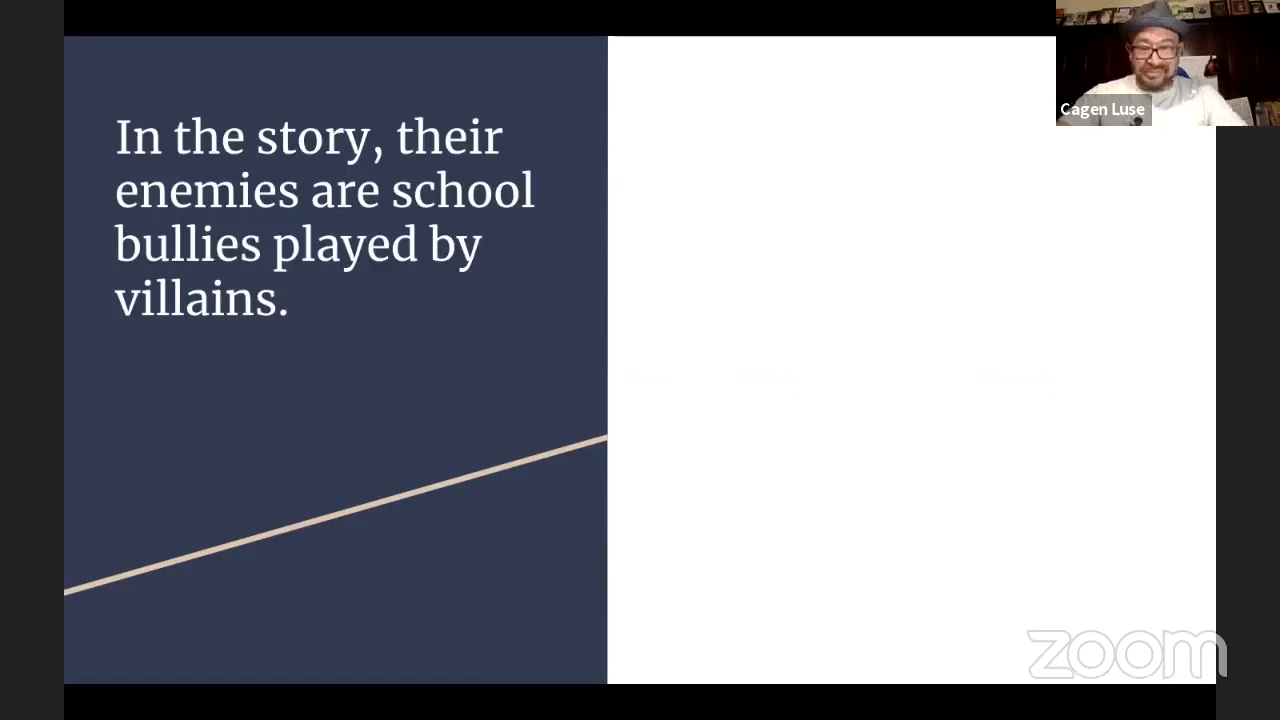 In the story, their
enemies are school
bullies played by
villains.
Cagen Luse
zoom